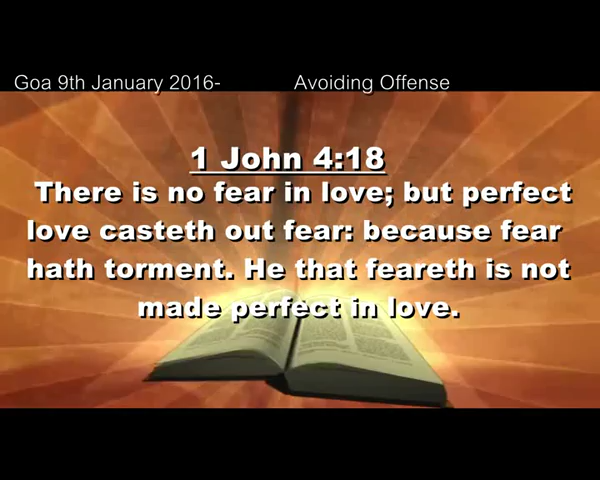 Goa 9th January 2016- Avoiding Offense
1 John 4:18
There is no fear in love; but perfect
love casteth out fear: because fear
hath torment. He that feareth is not
made perfect in love.